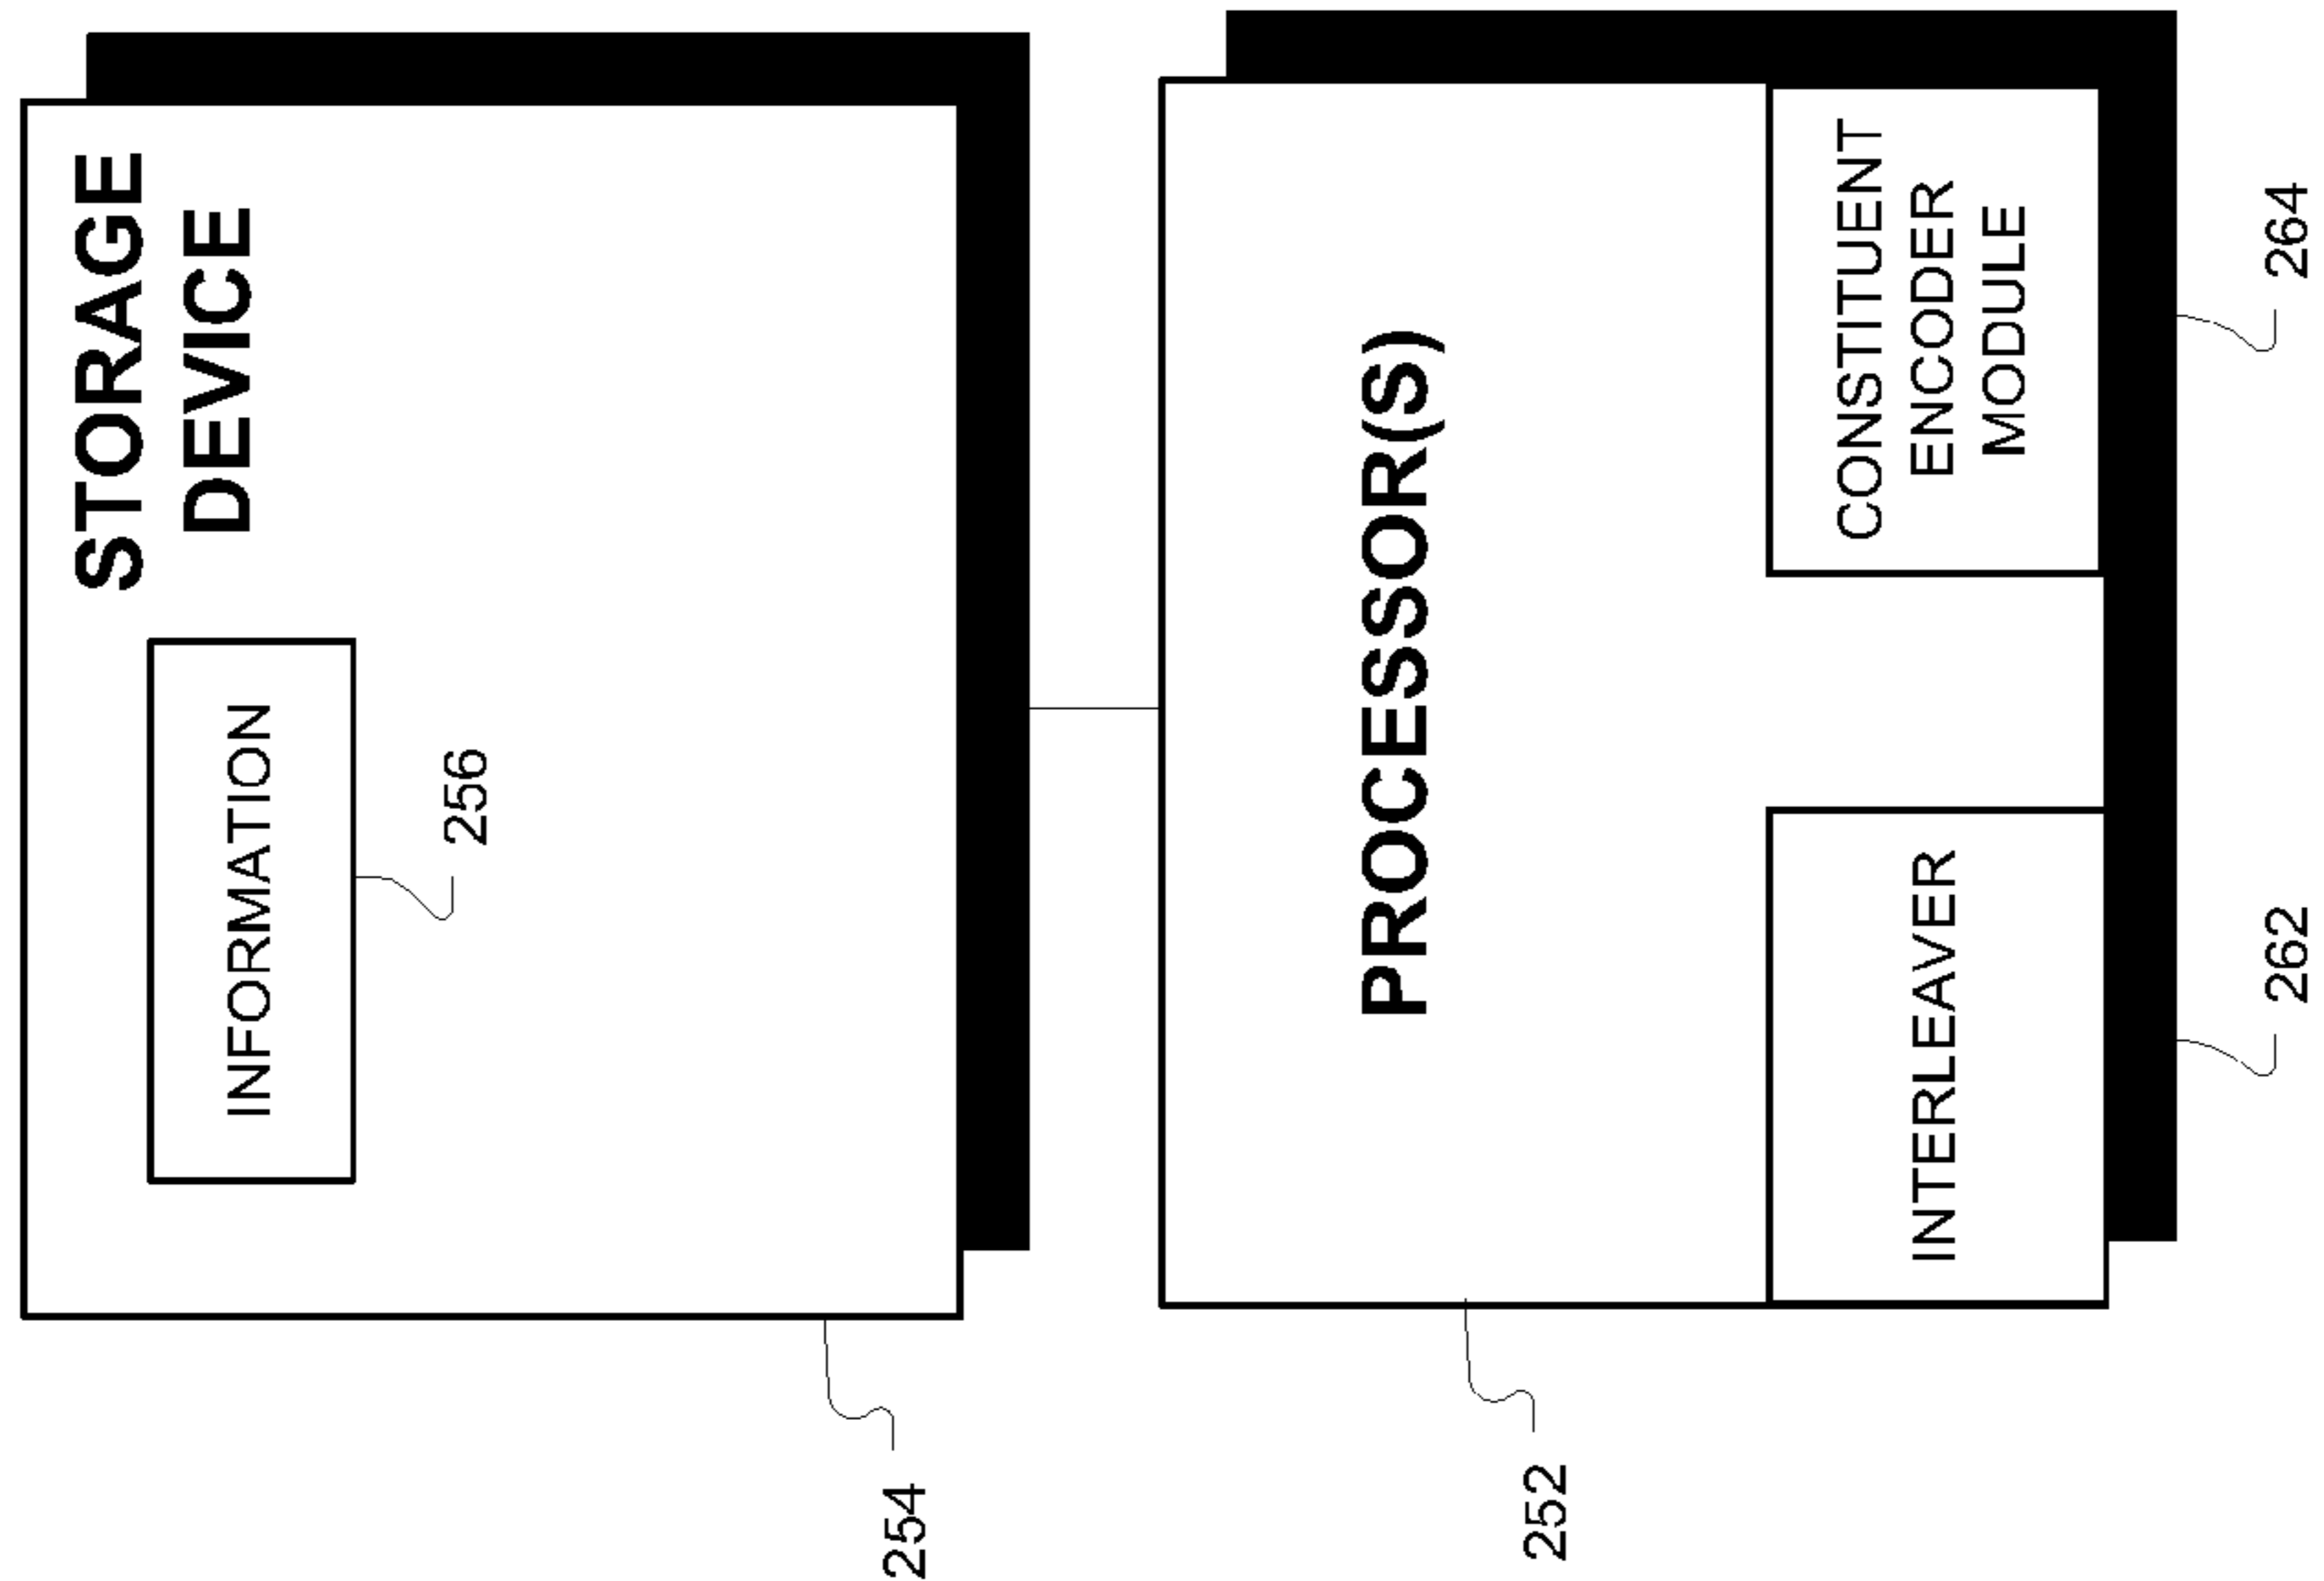 STORAGE
DEVICE
INFORMATION
256
254
PROCESSOR(S)
252
INTERLEAVER
262
CONSTITUENT
ENCODER
MODULE
264